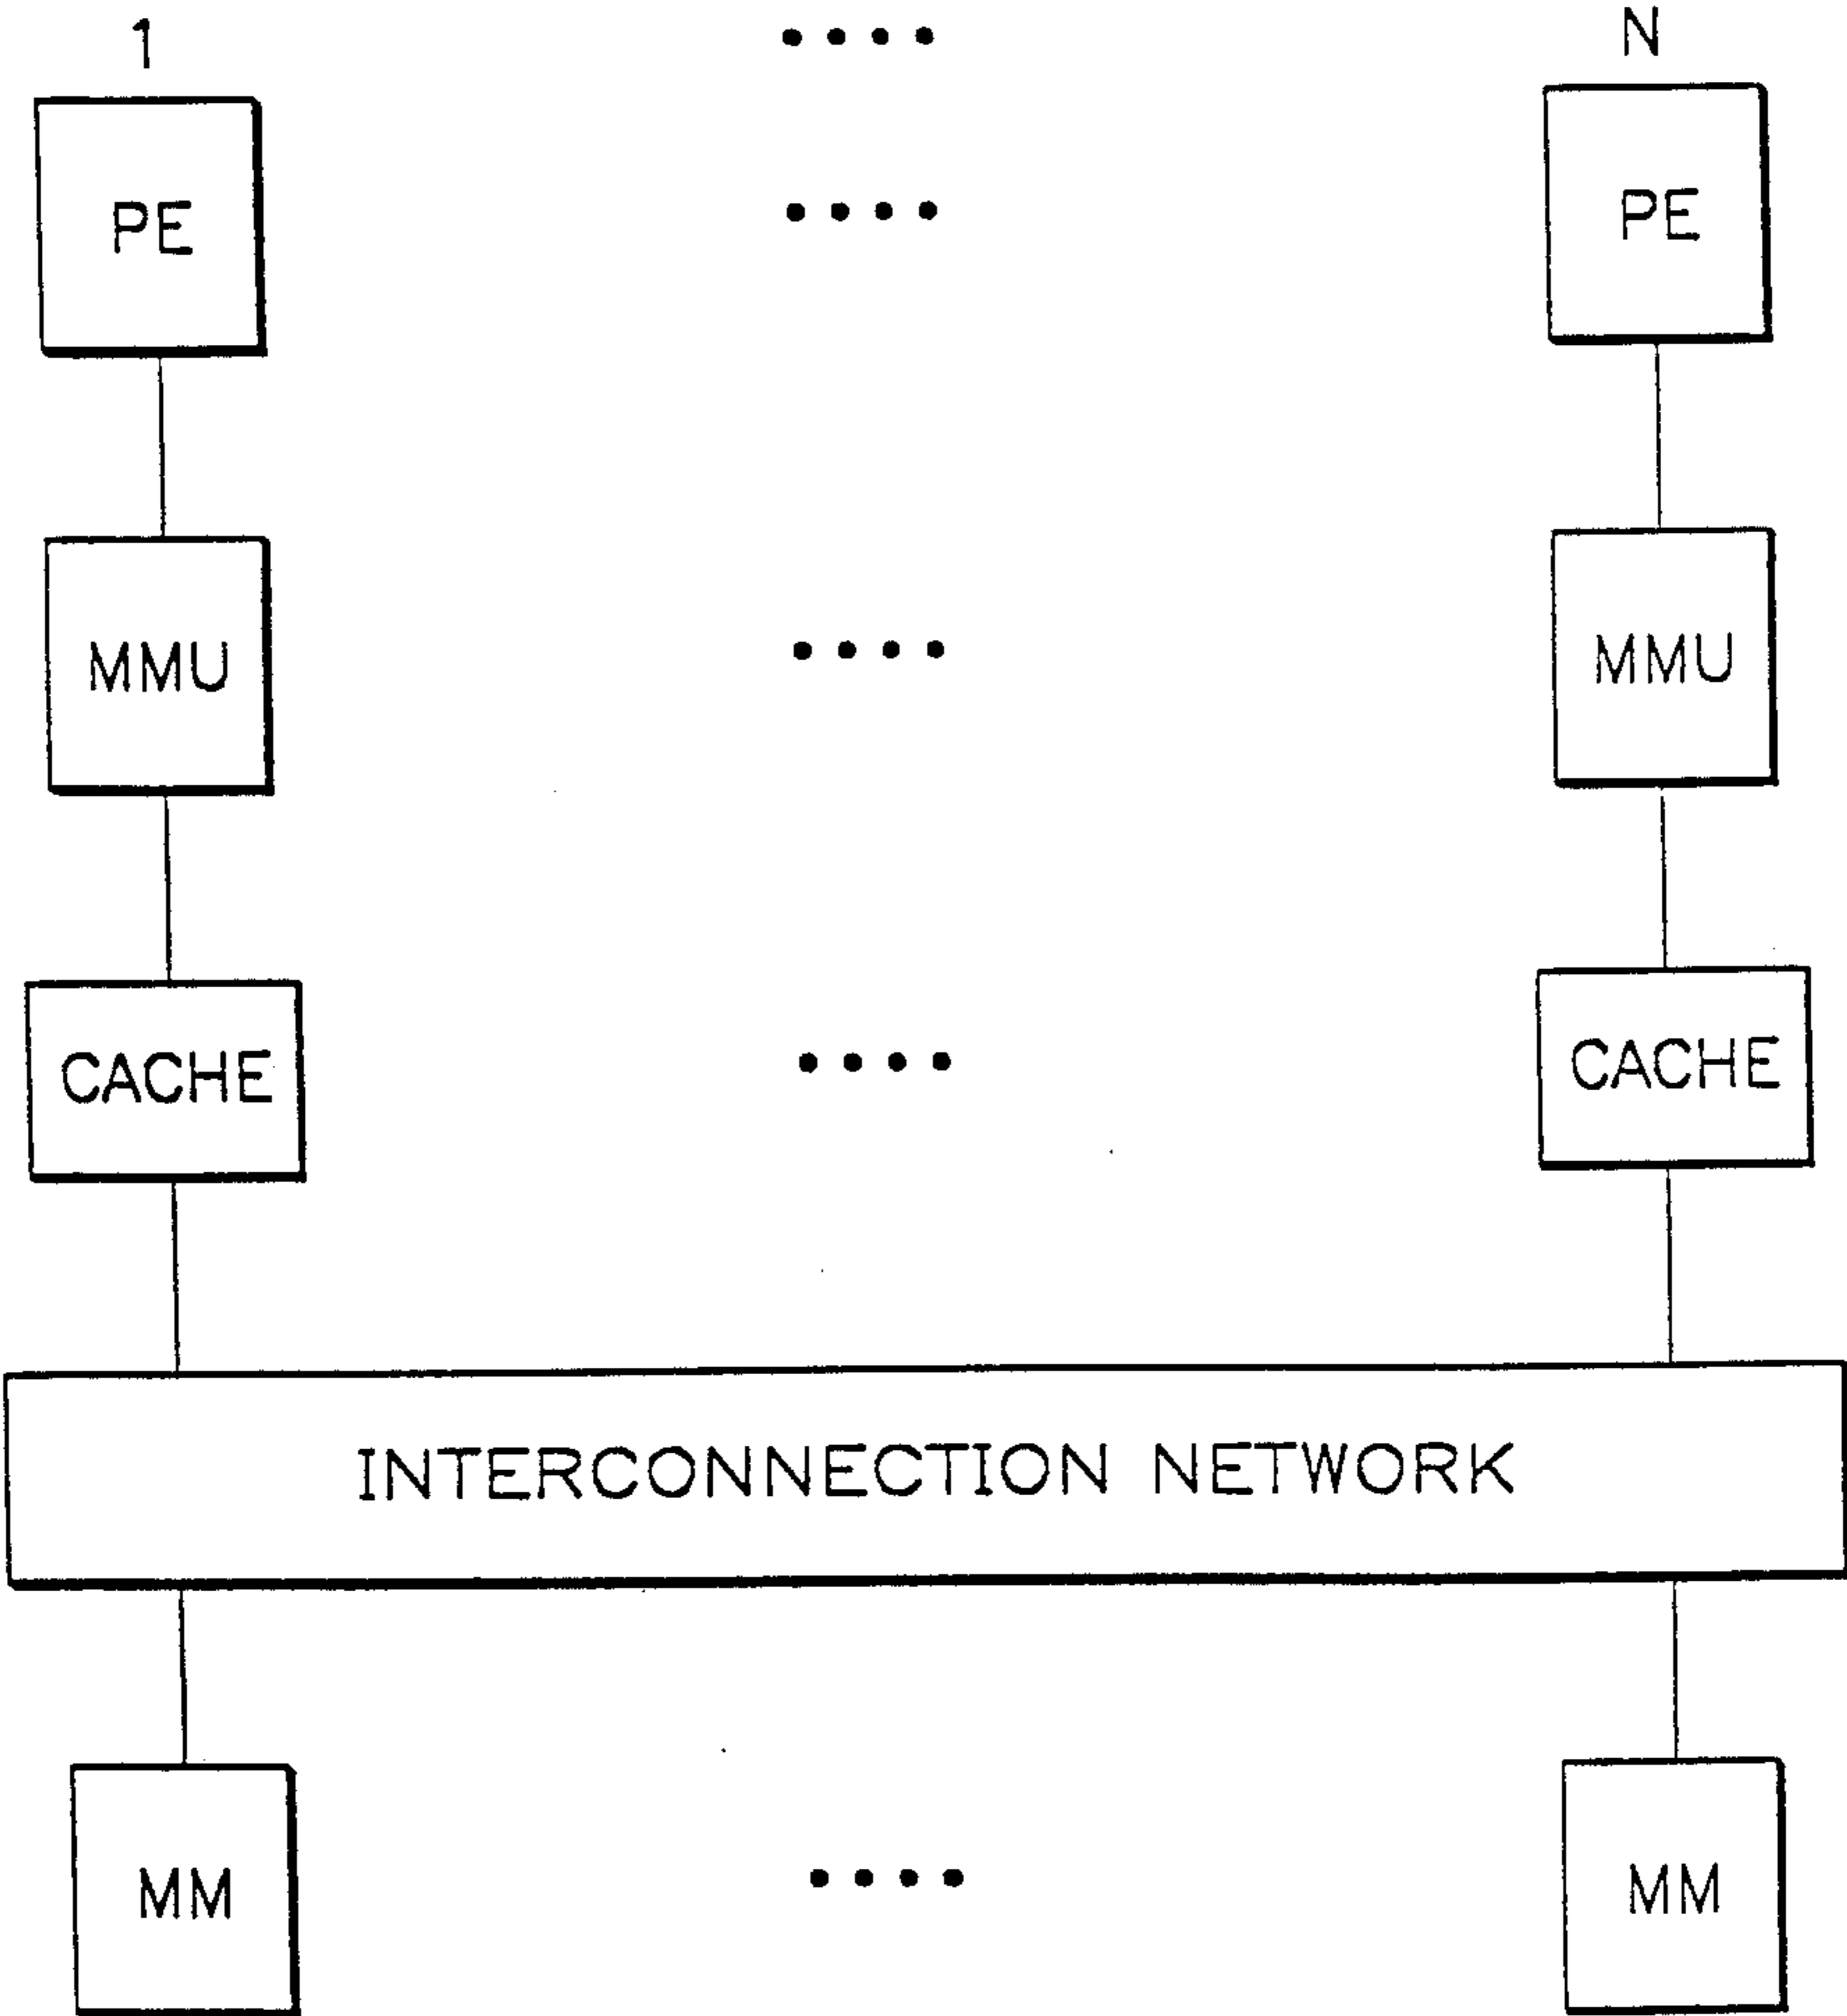 1 •••• N
PE •••• PE
MMU •••• MMU
CACHE •••• CACHE
INTERCONNECTION NETWORK
MM •••• MM